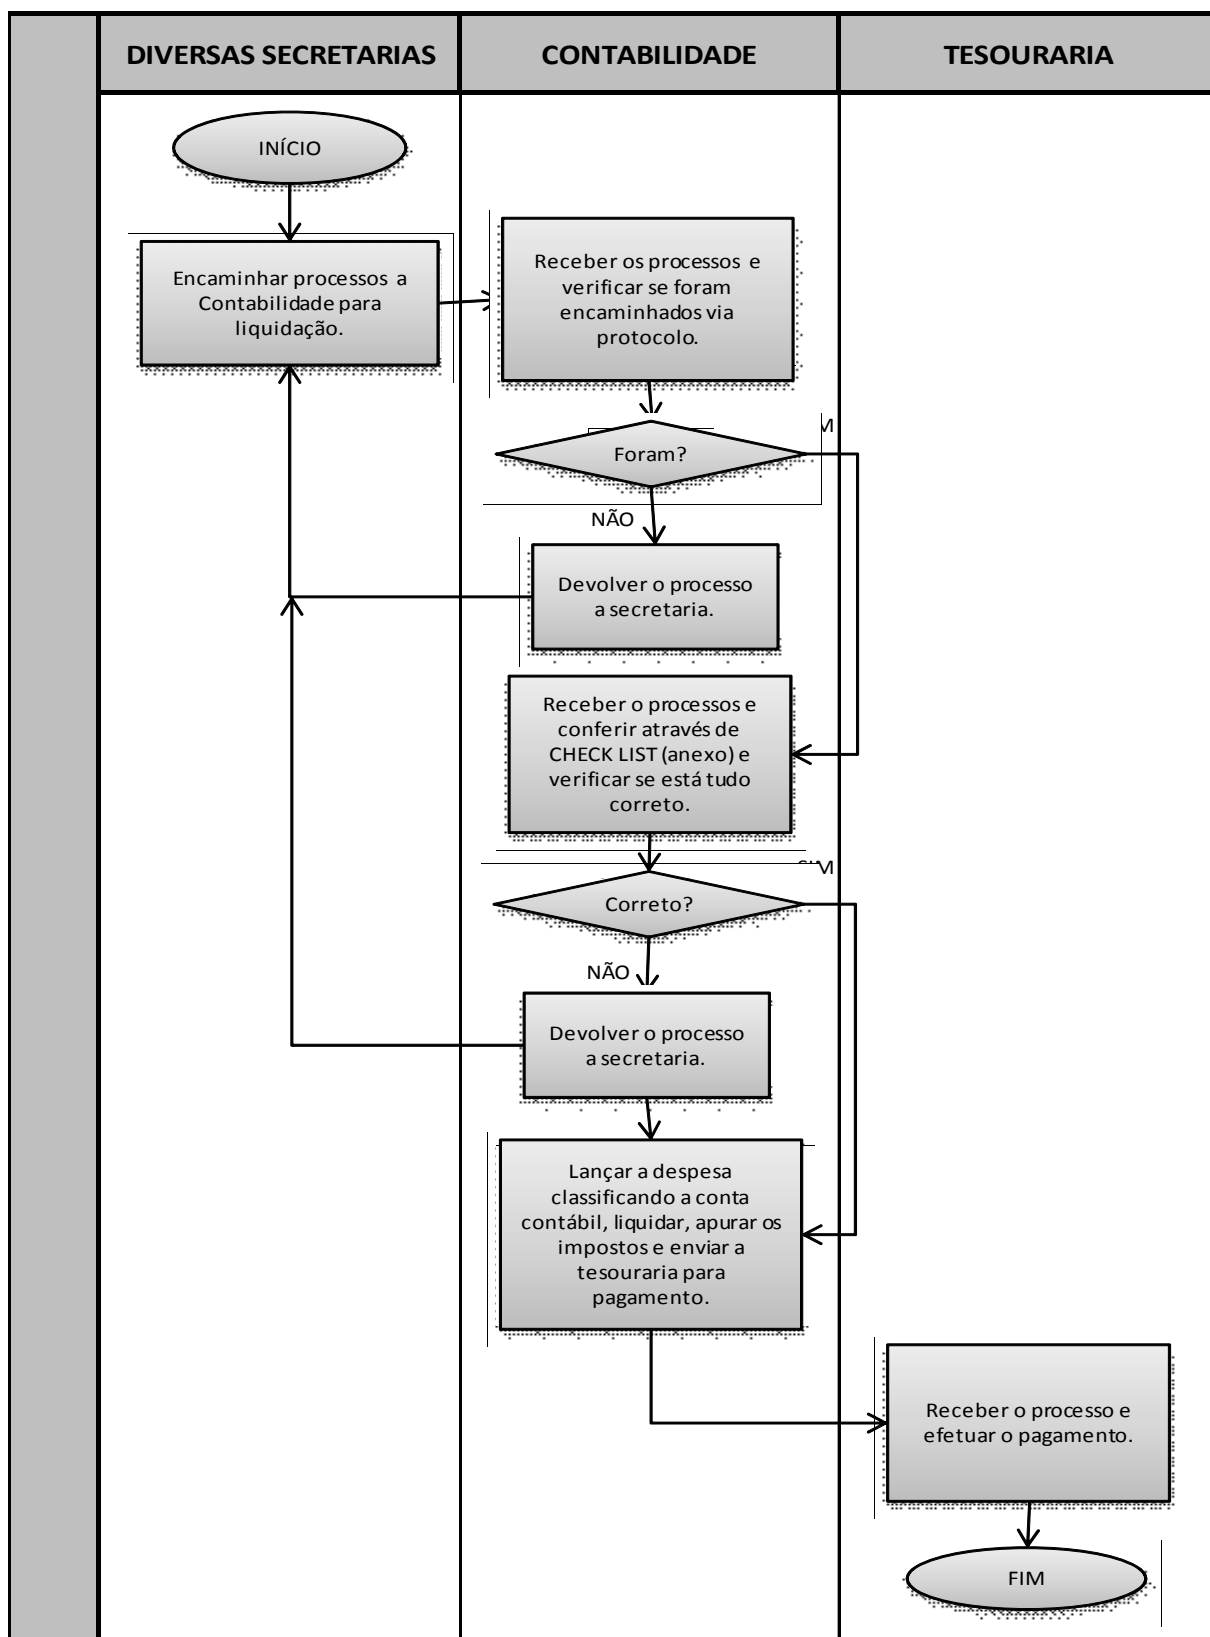 DIVERSAS SECRETARIAS
CONTABILIDADE
TESOURARIA
INÍCIO
Encaminhar processos a
Contabilidade para
liquidação.
Receber os processos e
verificar se foram
encaminhados via
protocolo.
Foram?
NÃO
Devolver o processo
a secretaria.
Receber o processos e
conferir através de
CHECK LIST (anexo) e
verificar se está tudo
correto.
SIM
Correto?
NÃO
Devolver o processo
a secretaria.
Lançar a despesa
classificando a conta
contábil, liquidar, apurar os
impostos e enviar a
tesouraria para
pagamento.
Receber o processo e
efetuar o pagamento.
FIM